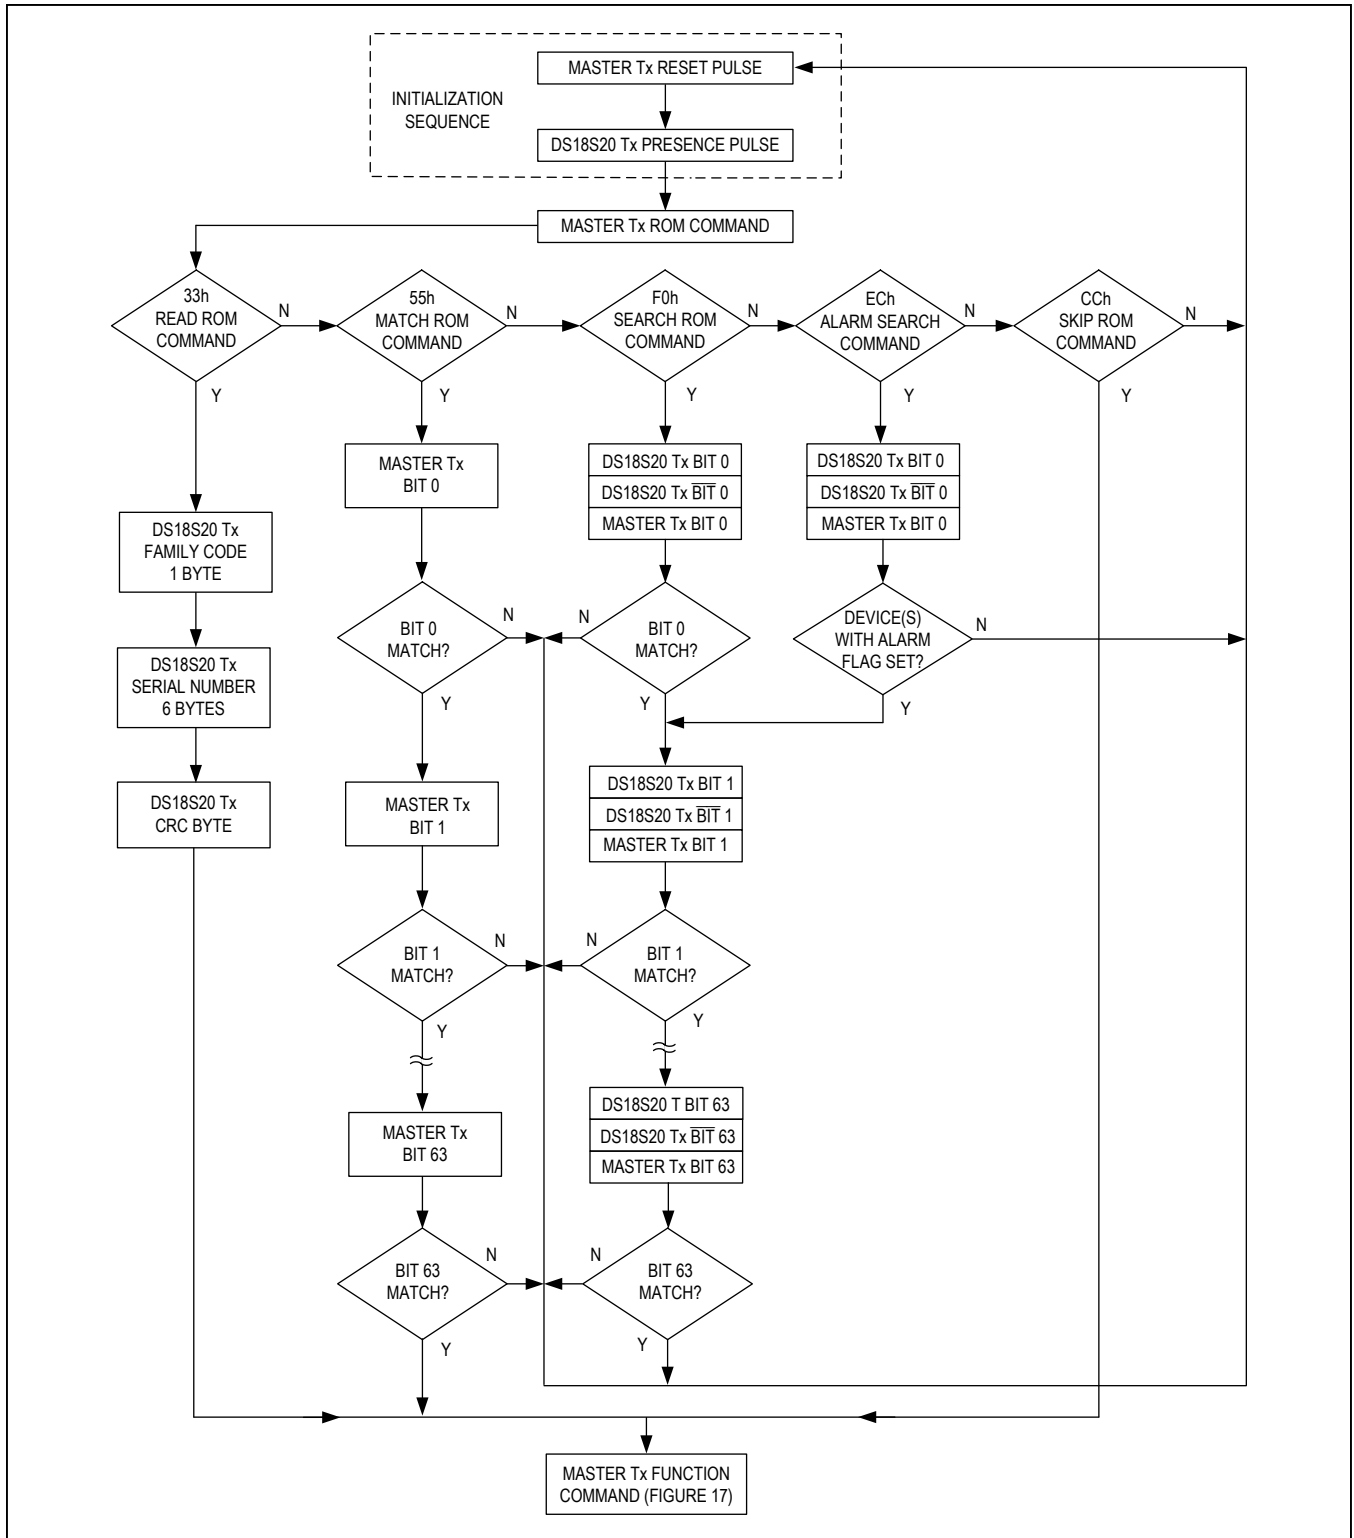 MASTER Tx RESET PULSE
INITIALIZATION
SEQUENCE
DS18S20 Tx PRESENCE PULSE
MASTER Tx ROM COMMAND
33h
READ ROM
COMMAND
N
Y
55h
MATCH ROM
COMMAND
N
Y
F0h
SEARCH ROM
COMMAND
N
Y
ECh
ALARM SEARCH
COMMAND
N
Y
CCh
SKIP ROM
COMMAND
N
Y
DS18S20 Tx
FAMILY CODE
1 BYTE
DS18S20 Tx
SERIAL NUMBER
6 BYTES
DS18S20 Tx
CRC BYTE
MASTER Tx
BIT 0
BIT 0
MATCH?
N
Y
MASTER Tx
BIT 1
BIT 1
MATCH?
N
Y
MASTER Tx
BIT 63
BIT 63
MATCH?
N
Y
DS18S20 Tx BIT 0
DS18S20 Tx B̅I̅T̅ 0
MASTER Tx BIT 0
BIT 0
MATCH?
N
Y
DS18S20 Tx BIT 1
DS18S20 Tx B̅I̅T̅ 1
MASTER Tx BIT 1
BIT 1
MATCH?
N
Y
DS18S20 T BIT 63
DS18S20 Tx B̅I̅T̅ 63
MASTER Tx BIT 63
BIT 63
MATCH?
N
Y
DS18S20 Tx BIT 0
DS18S20 Tx B̅I̅T̅ 0
MASTER Tx BIT 0
DEVICE(S)
WITH ALARM
FLAG SET?
N
Y
MASTER Tx FUNCTION
COMMAND (FIGURE 17)